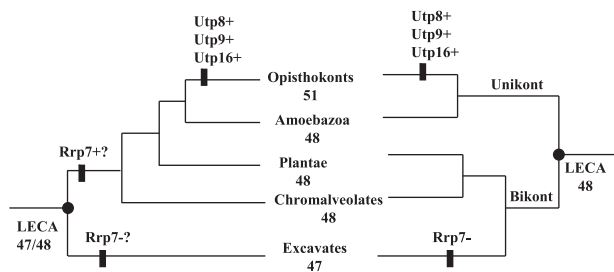 Utp8+
Utp9+
Utp16+
Utp8+
Utp9+
Utp16+
Opisthokonts
51
Unikont
Amoebazoa
48
Rrp7+?
Plantae
48
LECA
48
Chromalveolates
48
Bikont
LECA
47/48
Rrp7-?
Excavates
47
Rrp7-